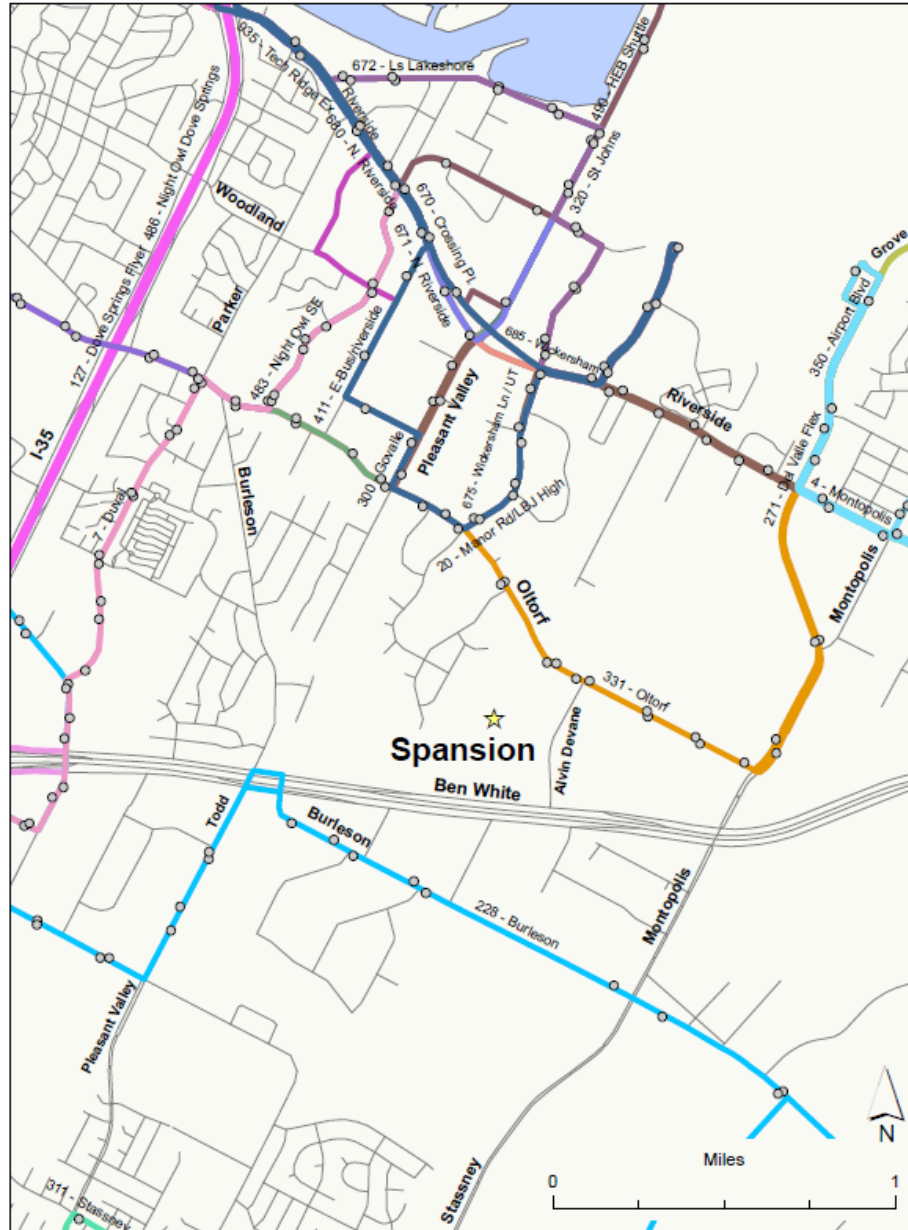 935 - Tech Ridge Ex
672 - Ls Lakeshore
490 - HEB Shuttle
Riverside
680 - N. Riverside
320 - St Johns
127 - Dove Springs Flyer 486 - Night Owl Dove Springs
Woodland
670 - Crossing Pl.
671 - N. Riverside
Grove
Parker
350 - Airport Blvd
685 - Wickersham
483 - Night Owl SE
411 - E-Bus/riverside
Pleasant Valley
Riverside
I-35
Burleson
300 - Govalle
675 - Wickersham Ln / UT
271 - Del Valle Flex
4 - Montopolis
7 - Duval
20 - Manor Rd/LBJ High
Montopolis
Oltorf
331 - Oltorf
Spansion
Alvin Devane
Ben White
Todd
Burleson
228 - Burleson
Montopolis
Pleasant Valley
N
Miles
Stassney
0
1
311 - Stassney